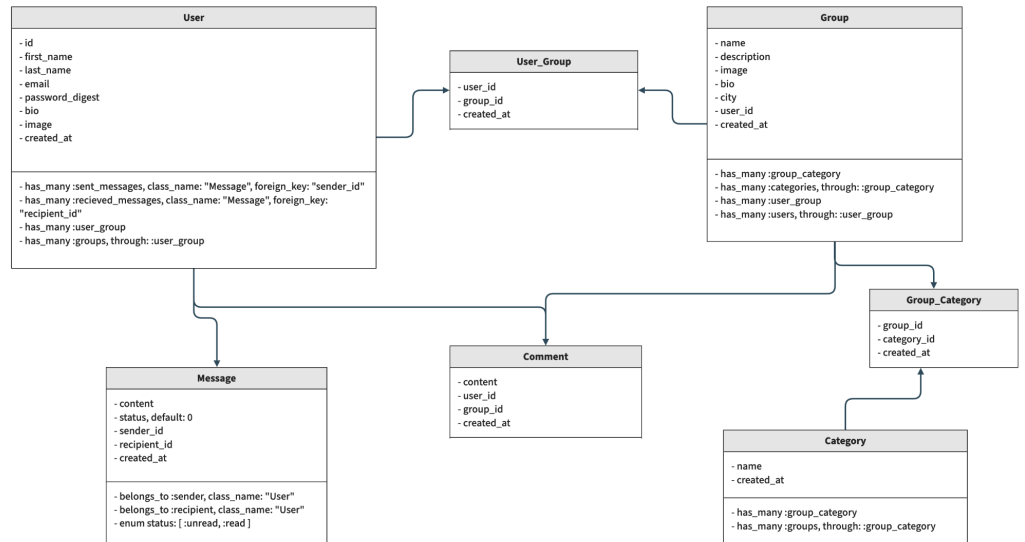 User
- id
- first_name
- last_name
- email
- password_digest
- bio
- image
- created_at
- has_many :sent_messages, class_name: "Message", foreign_key: "sender_id"
- has_many :recieved_messages, class_name: "Message", foreign_key:
"recipient_id"
- has_many :user_group
- has_many :groups, through: :user_group
User_Group
- user_id
- group_id
- created_at
Group
- name
- description
- image
- bio
- city
- user_id
- created_at
- has_many :group_category
- has_many :categories, through: :group_category
- has_many :user_group
- has_many :users, through: :user_group
Group_Category
- group_id
- category_id
- created_at
Message
- content
- status, default: 0
- sender_id
- recipient_id
- created_at
- belongs_to :sender, class_name: "User"
- belongs_to :recipient, class_name: "User"
- enum status: [ :unread, :read ]
Comment
- content
- user_id
- group_id
- created_at
Category
- name
- created_at
- has_many :group_category
- has_many :groups, through: :group_category